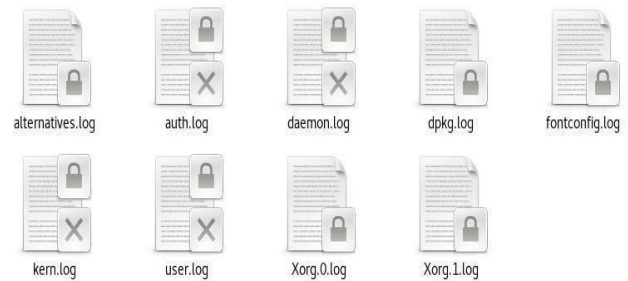 alternatives.log
auth.log
daemon.log
dpkg.log
fontconfig.log
kern.log
user.log
Xorg.0.log
Xorg.1.log